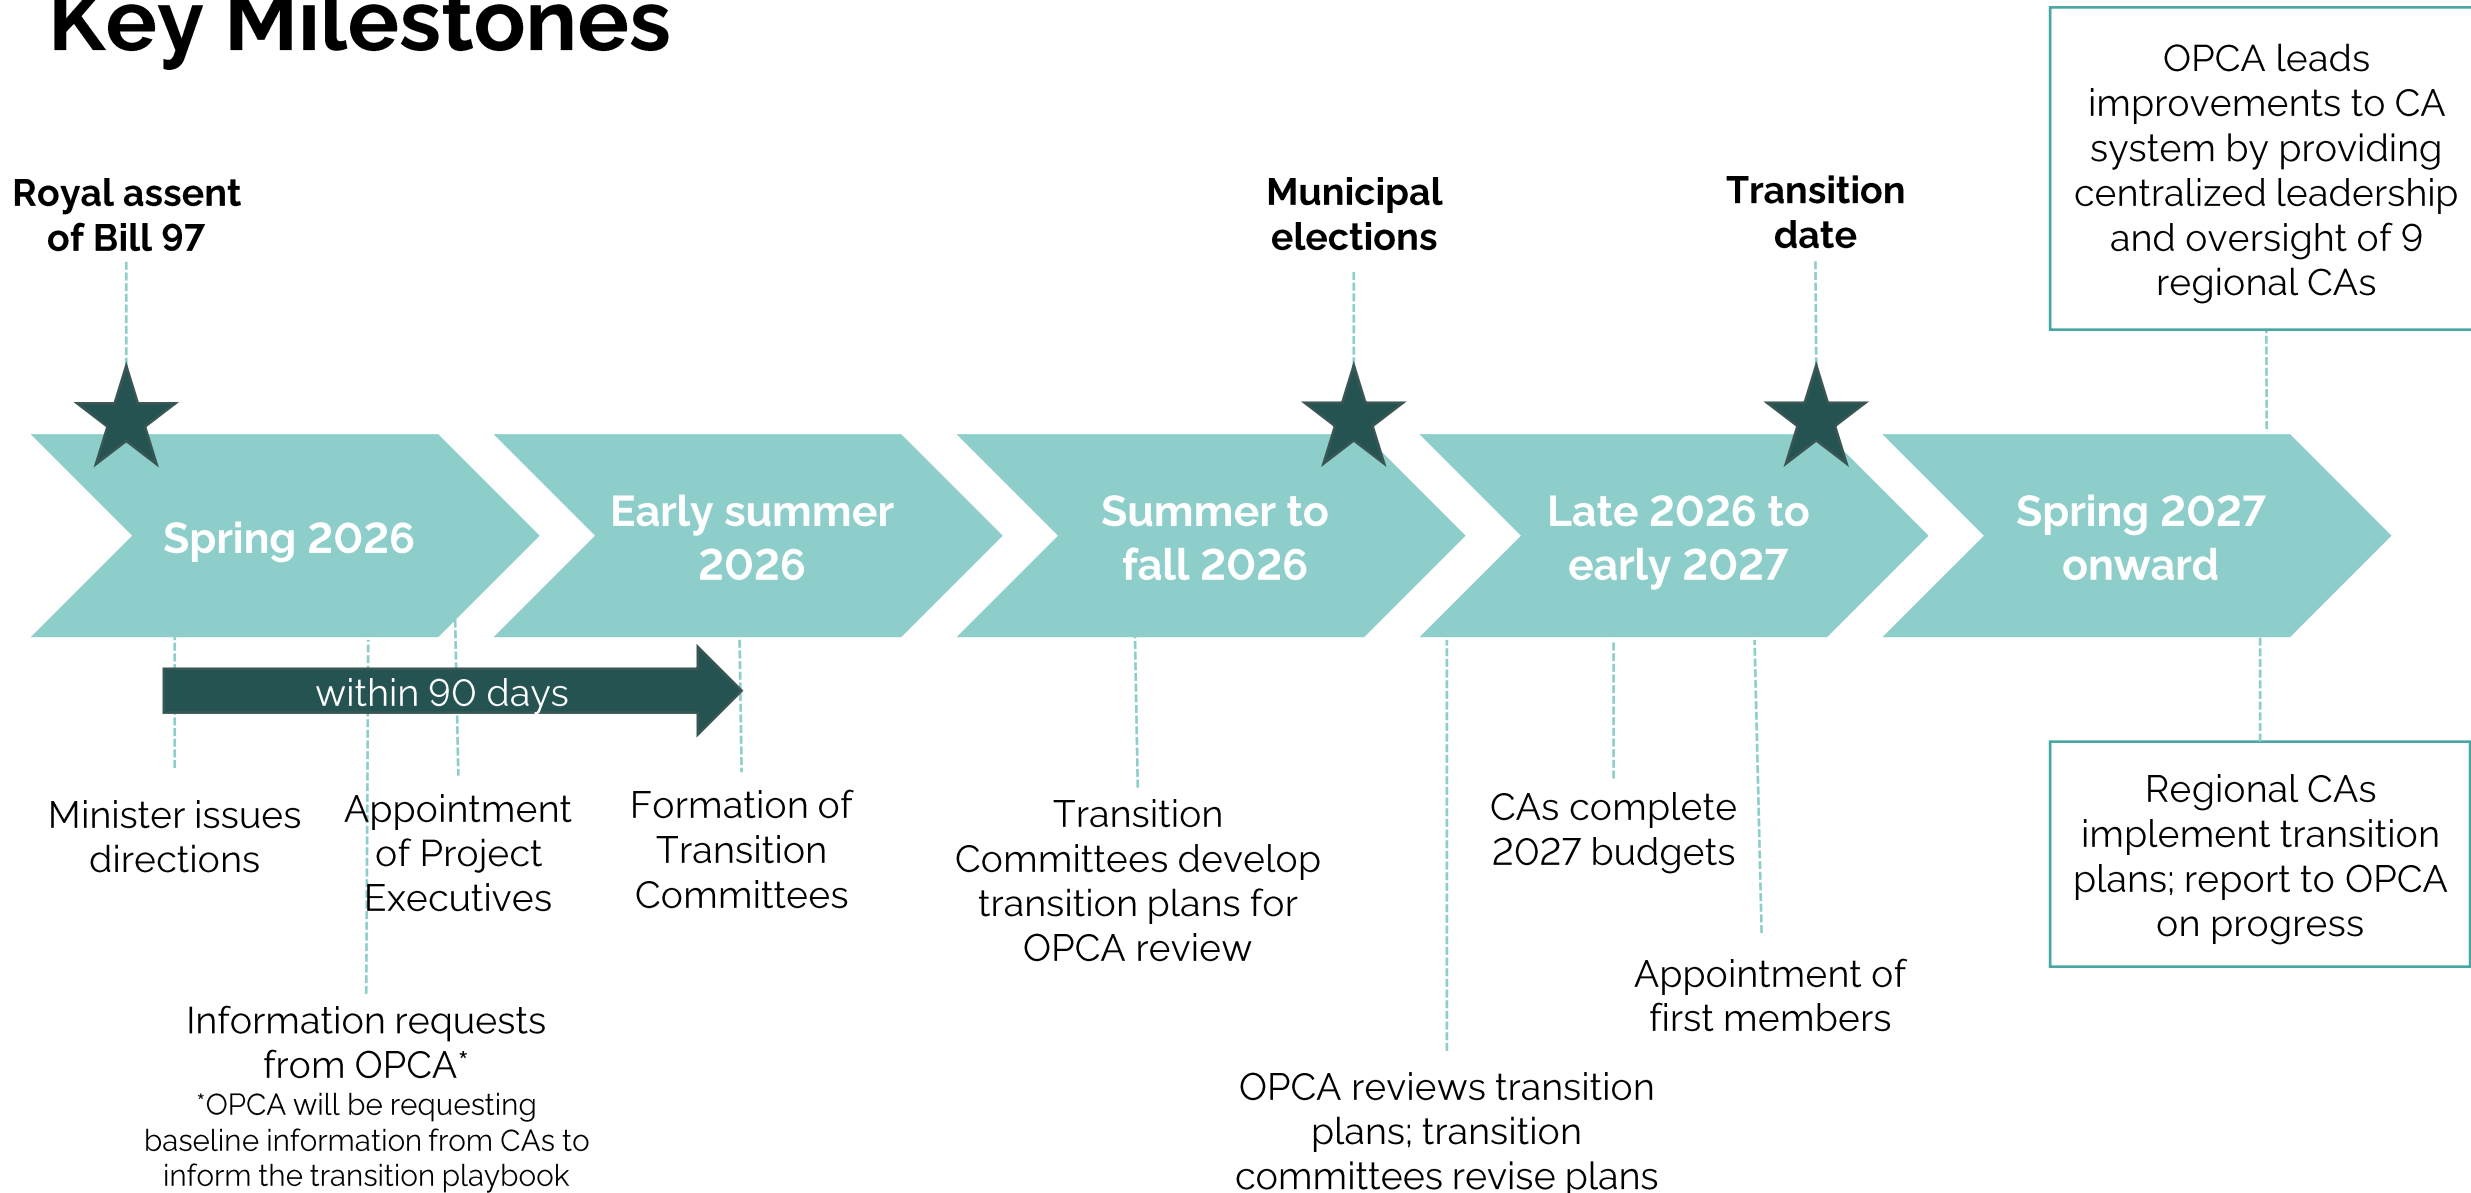 Key Milestones
OPCA leads
improvements to CA
system by providing
centralized leadership
and oversight of 9
regional CAs
Royal assent
of Bill 97
Municipal
elections
Transition
date
Spring 2026
Early summer
2026
Summer to
fall 2026
Late 2026 to
early 2027
Spring 2027
onward
within 90 days
Minister issues
directions
Appointment
of Project
Executives
Formation of
Transition
Committees
Transition
Committees develop
transition plans for
OPCA review
CAs complete
2027 budgets
Regional CAs
implement transition
plans; report to OPCA
on progress
Appointment of
first members
Information requests
from OPCA*
*OPCA will be requesting
baseline information from CAs to
inform the transition playbook
OPCA reviews transition
plans; transition
committees revise plans